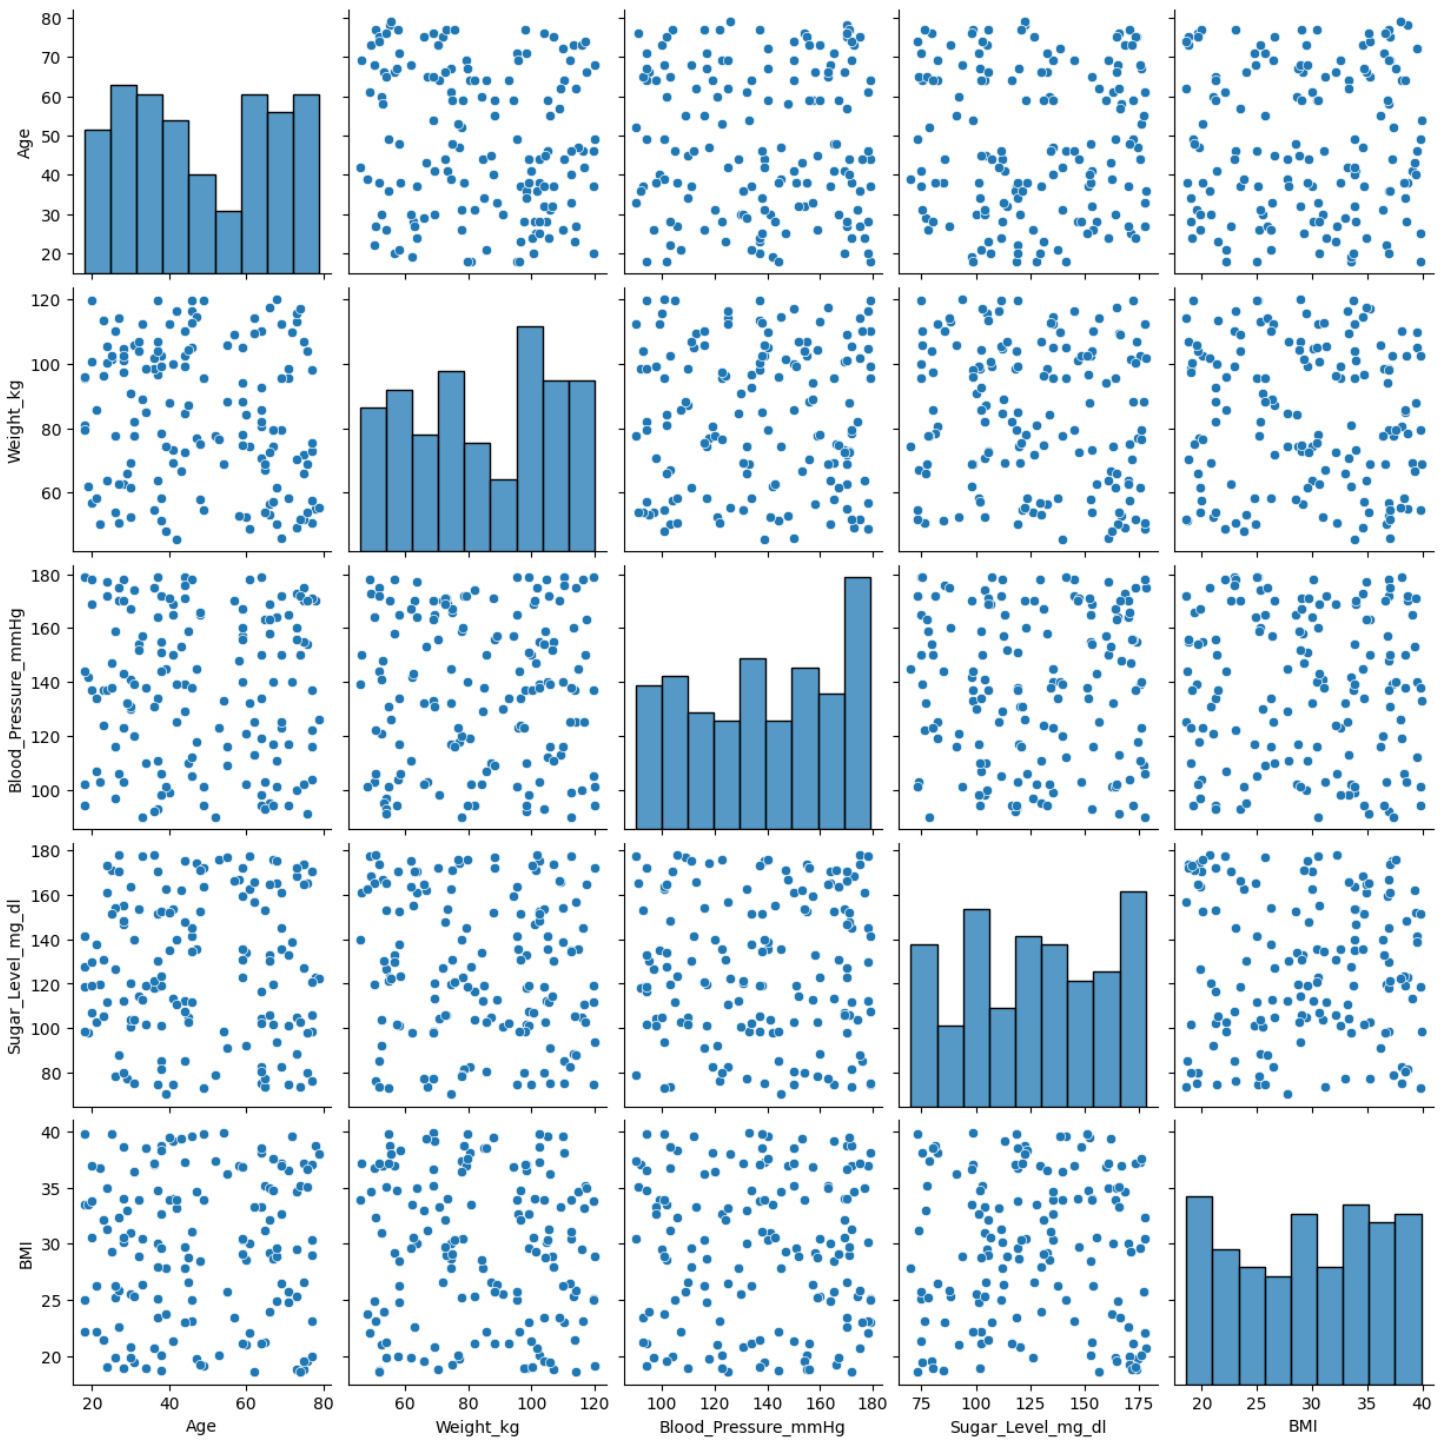 80
70
60
50
40
30
20
Age
120
100
80
60
Weight_kg
180
160
140
120
100
Blood_Pressure_mmHg
180
160
140
120
100
80
Sugar_Level_mg_dl
40
35
30
25
20
BMI
20 40 60 80
60 80 100 120
100 120 140 160 180
75 100 125 150 175
20 25 30 35 40
Age Weight_kg Blood_Pressure_mmHg Sugar_Level_mg_dl BMI